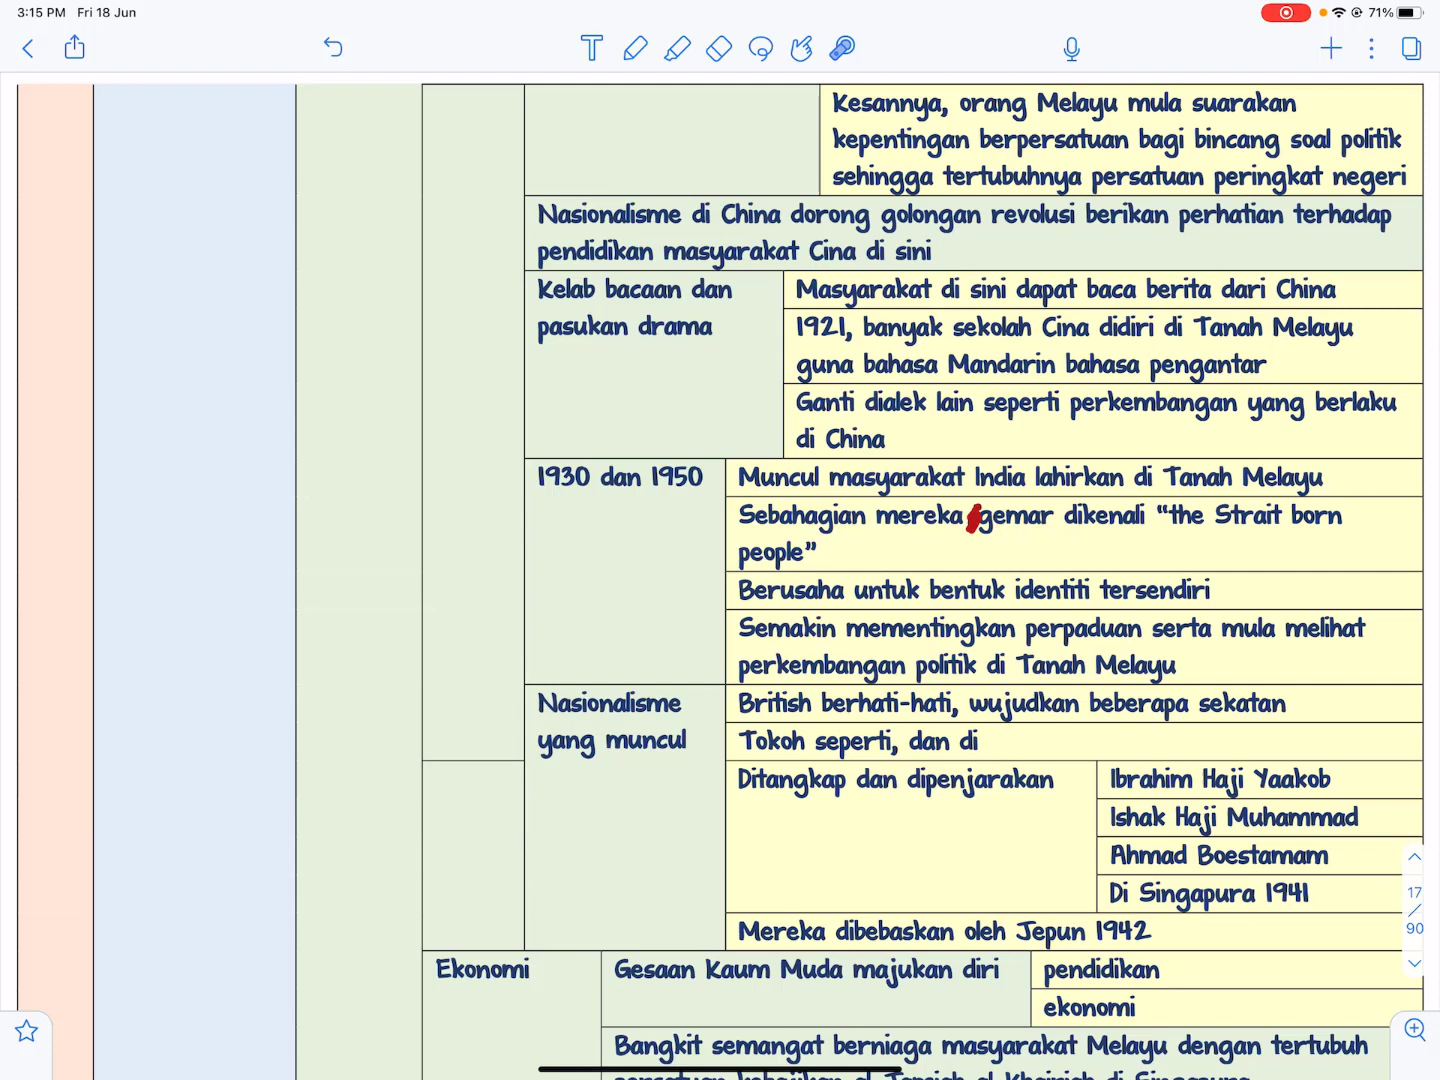 3:15 PM Fri 18 Jun
71%
Kesannya, orang Melayu mula suarakan
kepentingan berpersatuan bagi bincang soal politik
sehingga tertubuhnya persatuan peringkat negeri
Nasionalisme di China dorong golongan revolusi berikan perhatian terhadap
pendidikan masyarakat Cina di sini
Kelab bacaan dan
pasukan drama
Masyarakat di sini dapat baca berita dari China
1921, banyak sekolah Cina didiri di Tanah Melayu
guna bahasa Mandarin bahasa pengantar
Ganti dialek lain seperti perkembangan yang berlaku
di China
1930 dan 1950
Muncul masyarakat India lahirkan di Tanah Melayu
Sebahagian mereka gemar dikenali “the Strait born
people”
Berusaha untuk bentuk identiti tersendiri
Semakin mementingkan perpaduan serta mula melihat
perkembangan politik di Tanah Melayu
Nasionalisme
yang muncul
British berhati-hati, wujudkan beberapa sekatan
Tokoh seperti, dan di
Ditangkap dan dipenjarakan
Ibrahim Haji Yaakob
Ishak Haji Muhammad
Ahmad Boestamam
Di Singapura 1941
Mereka dibebaskan oleh Jepun 1942
17
/
90
Ekonomi
Gesaan Kaum Muda majukan diri
pendidikan
ekonomi
Bangkit semangat berniaga masyarakat Melayu dengan tertubuh